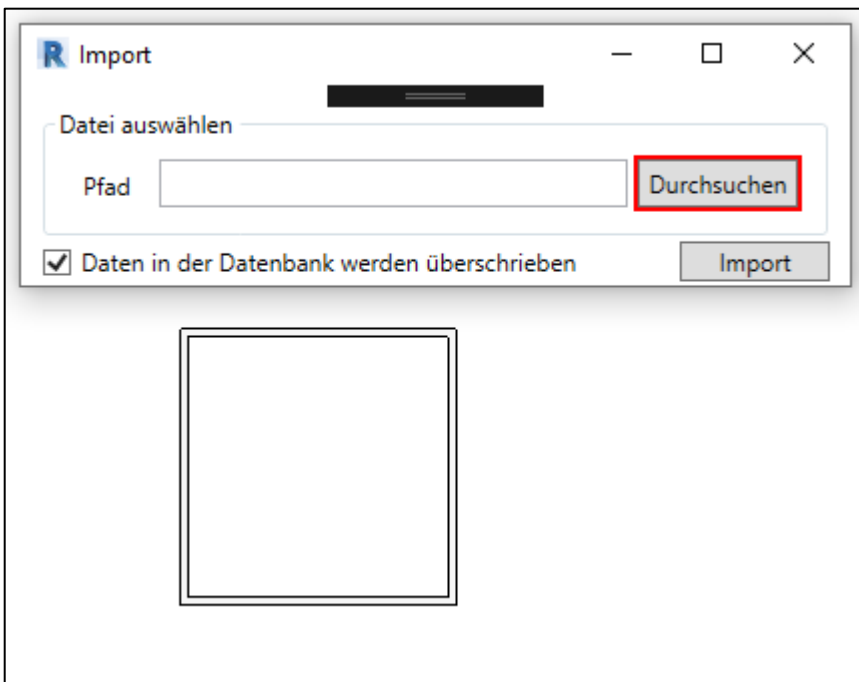 Import
Datei auswählen
Pfad
Durchsuchen
Daten in der Datenbank werden überschrieben
Import